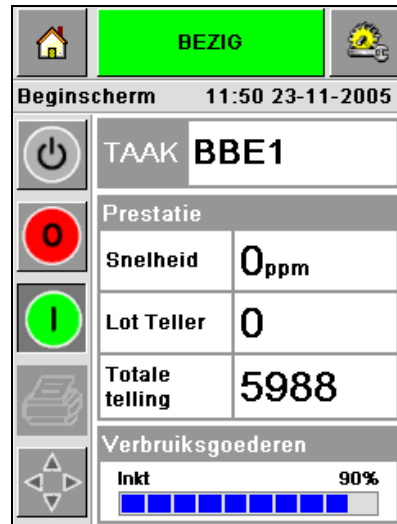 BEZIG
Beginscherm 11:50 23-11-2005
TAAK BBE1
Prestatie
Snelheid 0ppm
Lot Teller 0
Totale
telling 5988
Verbruiksgoederen
Inkt 90%